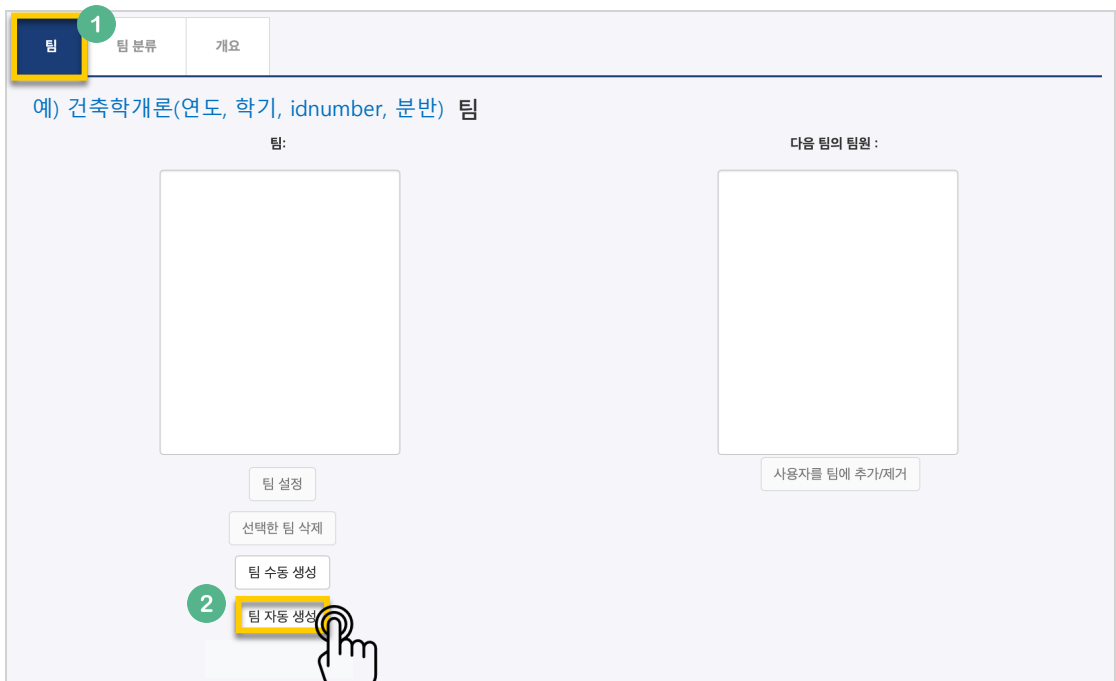 1
팀 팀 분류 개요
예) 건축학개론(연도, 학기, idnumber, 분반) 팀
팀: 다음 팀의 팀원 :
팀 설정 사용자를 팀에 추가/제거
선택한 팀 삭제
팀 수동 생성
2 팀 자동 생성